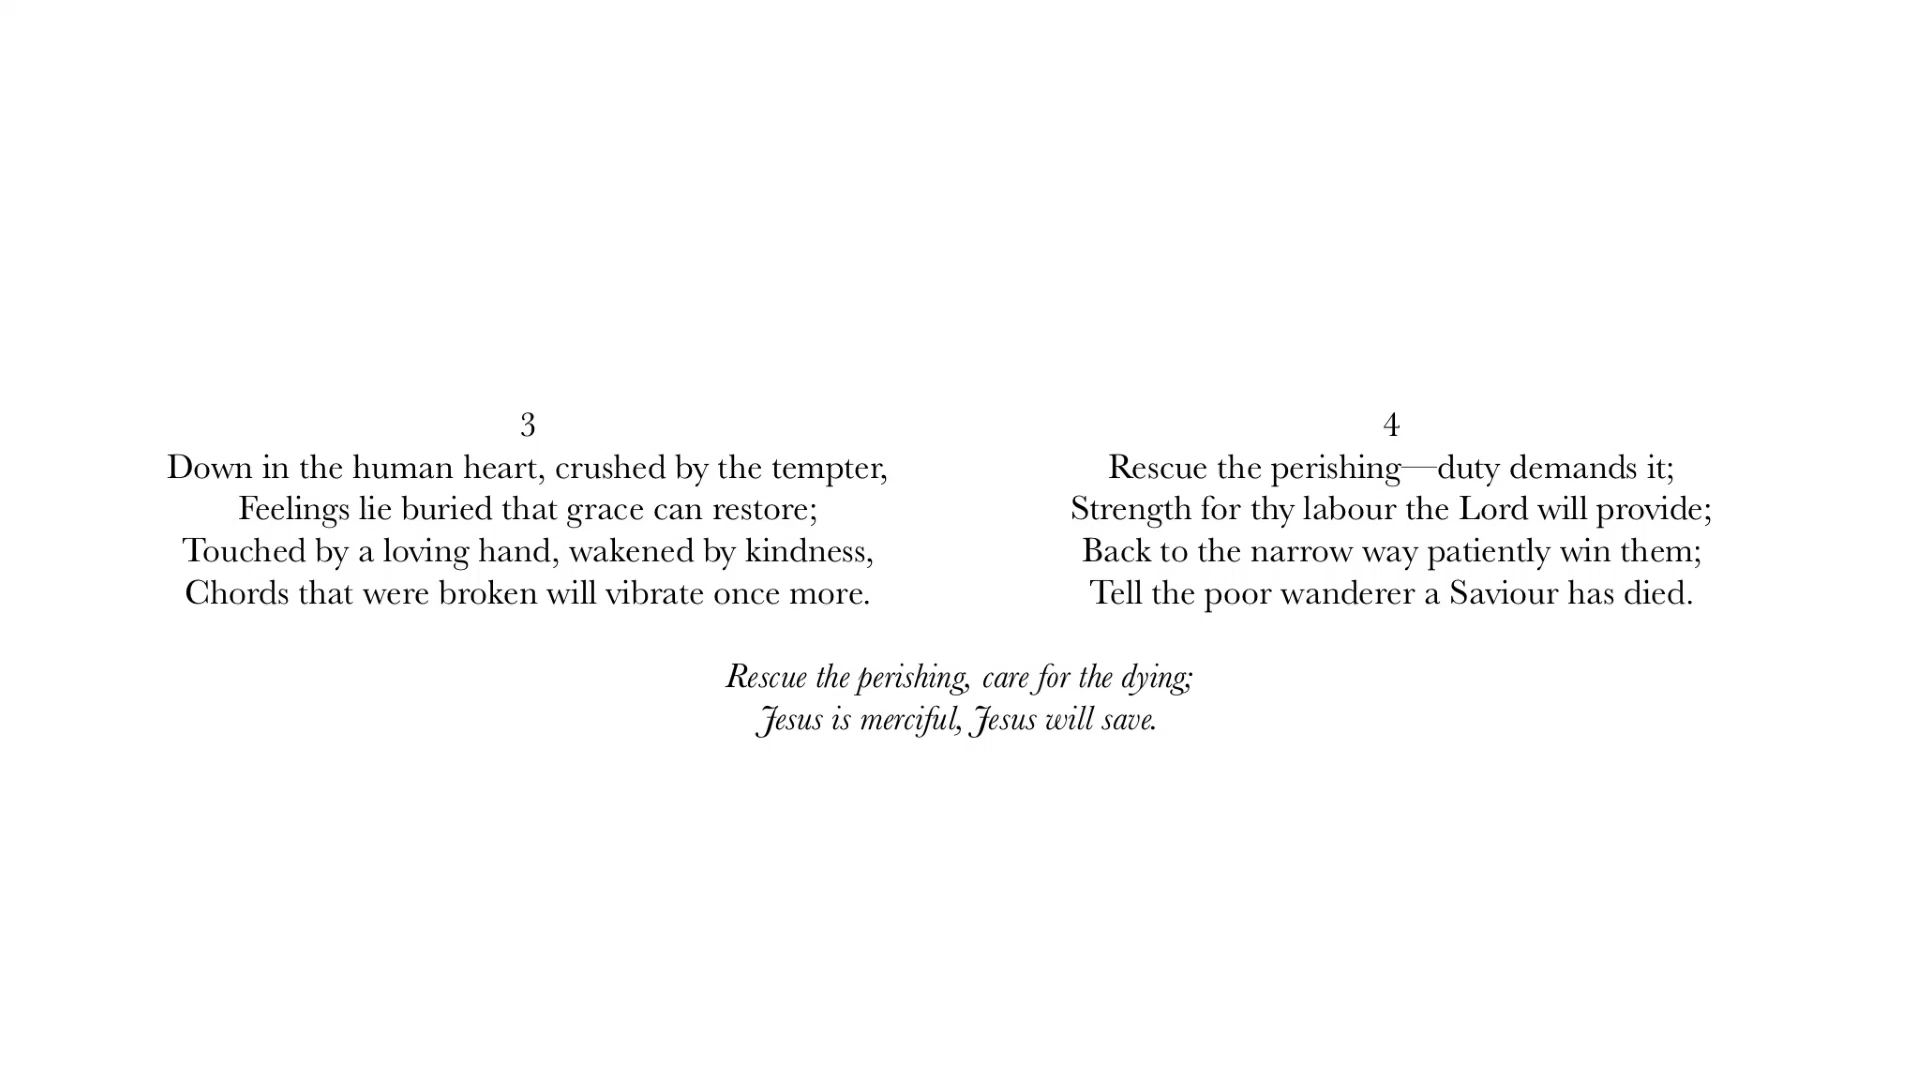 3
Down in the human heart, crushed by the tempter,
Feelings lie buried that grace can restore;
Touched by a loving hand, wakened by kindness,
Chords that were broken will vibrate once more.
4
Rescue the perishing—duty demands it;
Strength for thy labour the Lord will provide;
Back to the narrow way patiently win them;
Tell the poor wanderer a Saviour has died.
Rescue the perishing, care for the dying;
Jesus is merciful, Jesus will save.